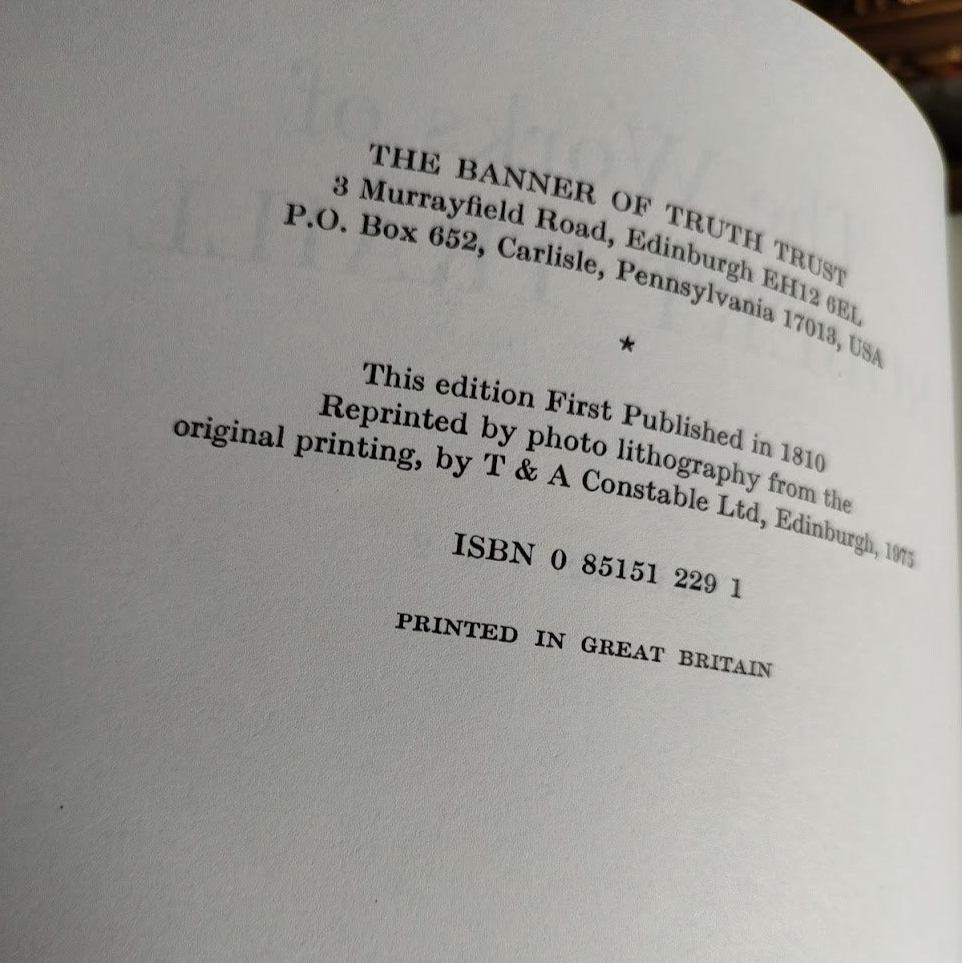 THE BANNER OF TRUTH TRUST
3 Murrayfield Road, Edinburgh EH12 6EL
P.O. Box 652, Carlisle, Pennsylvania 17013, USA
★
This edition First Published in 1810
Reprinted by photo lithography from the
original printing, by T & A Constable Ltd, Edinburgh, 1975
ISBN 0 85151 229 1
PRINTED IN GREAT BRITAIN